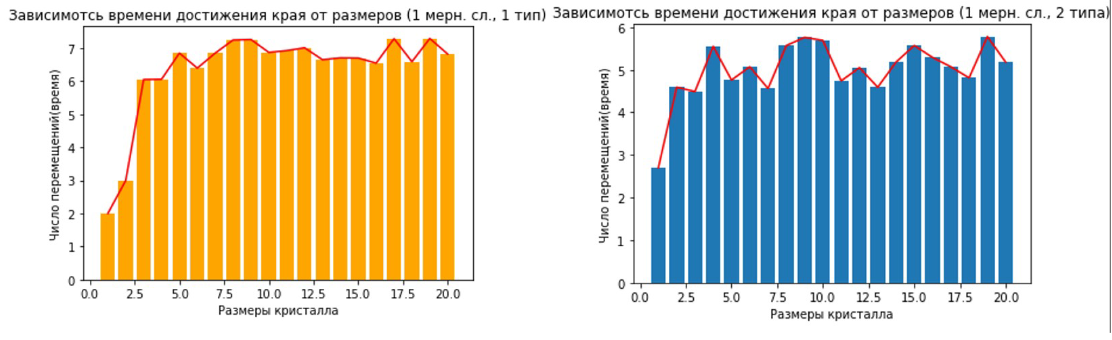 Зависимотсь времени достижения края от размеров (1 мерн. сл., 1 тип)
Число перемещений(время)
7
6
5
4
3
2
1
0
0.0 2.5 5.0 7.5 10.0 12.5 15.0 17.5 20.0
Размеры кристалла
Зависимотсь времени достижения края от размеров (1 мерн. сл., 2 типа)
Число перемещений(время)
6
5
4
3
2
1
0
0.0 2.5 5.0 7.5 10.0 12.5 15.0 17.5 20.0
Размеры кристалла